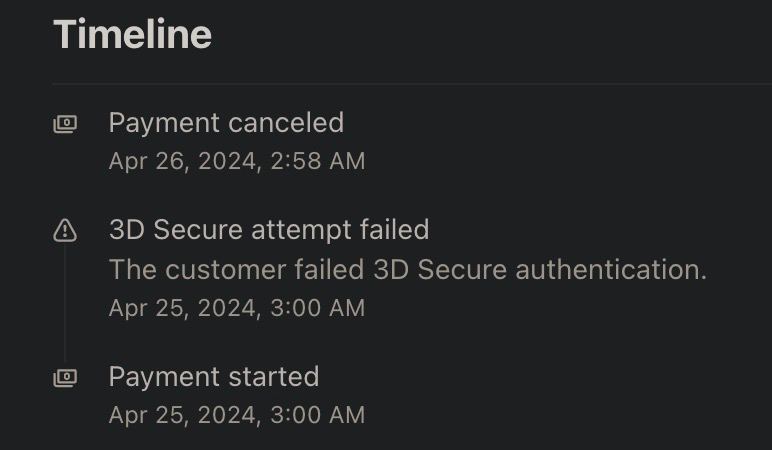 Timeline
Payment canceled
Apr 26, 2024, 2:58 AM
3D Secure attempt failed
The customer failed 3D Secure authentication.
Apr 25, 2024, 3:00 AM
Payment started
Apr 25, 2024, 3:00 AM